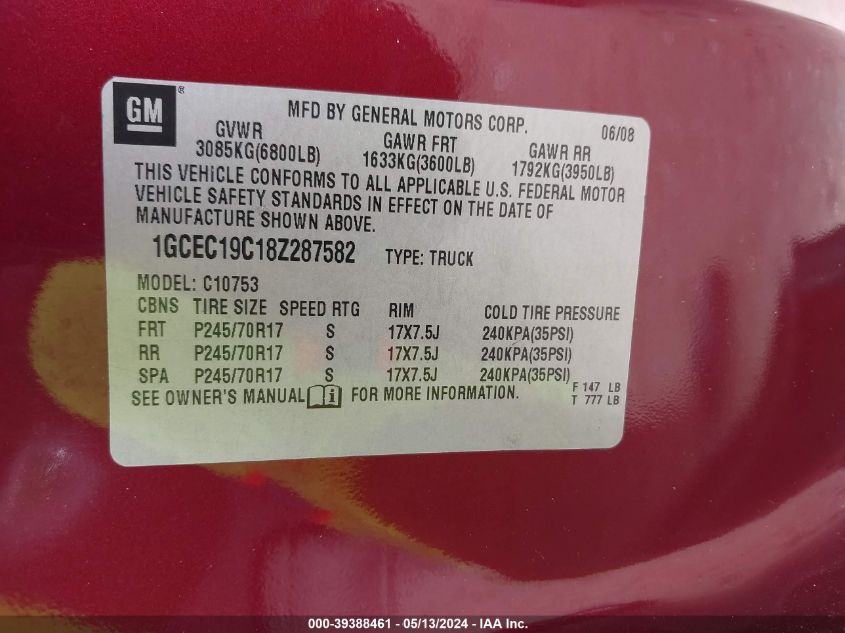 GM ®
MFD BY GENERAL MOTORS CORP. 06/08
GVWR GAWR FRT GAWR RR
3085KG(6800LB) 1633KG(3600LB) 1792KG(3950LB)
THIS VEHICLE CONFORMS TO ALL APPLICABLE U.S. FEDERAL MOTOR
VEHICLE SAFETY STANDARDS IN EFFECT ON THE DATE OF
MANUFACTURE SHOWN ABOVE.
1GCEC19C18Z287582 TYPE: TRUCK
MODEL: C10753
CBNS TIRE SIZE SPEED RTG RIM COLD TIRE PRESSURE
FRT P245/70R17 S 17X7.5J 240KPA(35PSI)
RR P245/70R17 S 17X7.5J 240KPA(35PSI)
SPA P245/70R17 S 17X7.5J 240KPA(35PSI)
SEE OWNER'S MANUAL i FOR MORE INFORMATION.
F 147 LB
T 777 LB
000-39388461 - 05/13/2024 - IAA Inc.